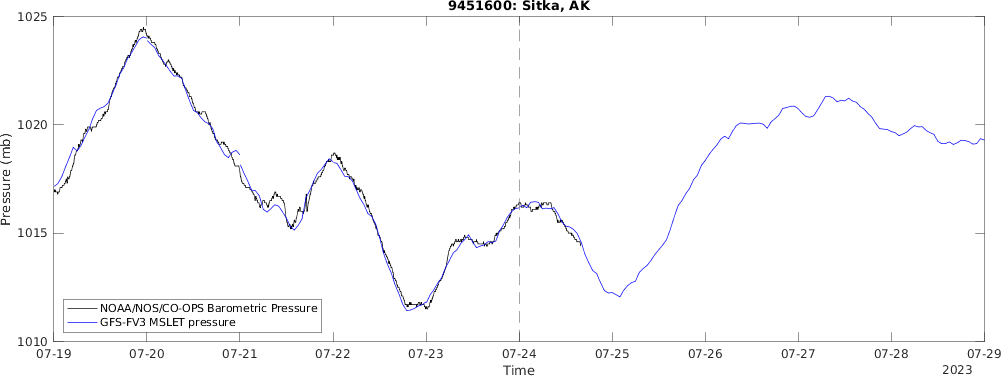 9451600: Sitka, AK
1025
1020
1015
1010
Pressure (mb)
NOAA/NOS/CO-OPS Barometric Pressure
GFS-FV3 MSLET pressure
07-19 07-20 07-21 07-22 07-23 07-24 07-25 07-26 07-27 07-28 07-29
Time
2023